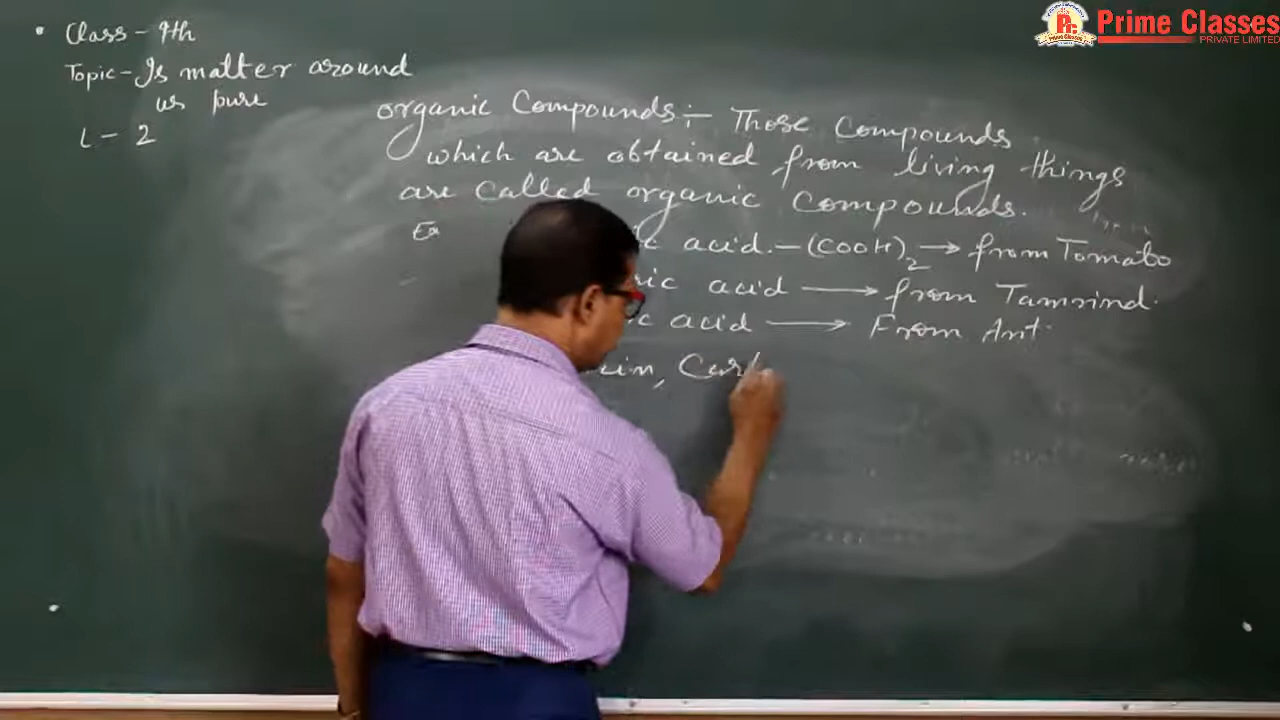 Class - 9th
Topic - Is matter around
us pure
L - 2
Prime Classes
PRIVATE LIMITED
organic Compounds :- Those Compounds
which are obtained from living things
are called organic compounds.
Ex ic acid. - (COOH)2 → from Tomato
ric acid → from Tamrind.
ic acid → From Ant.
, Carb